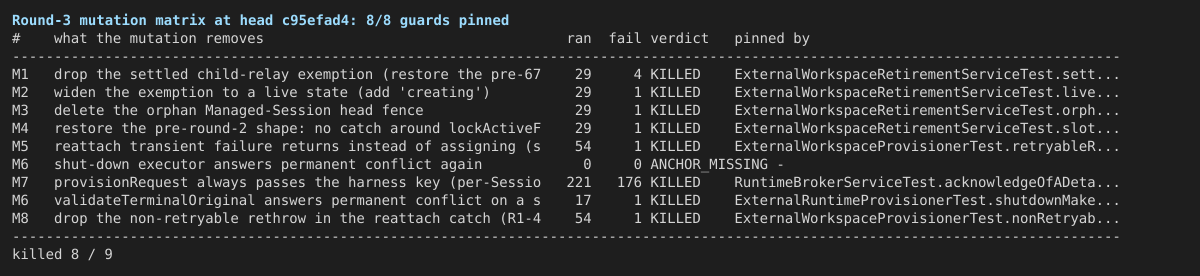 Round-3 mutation matrix at head c95efad4: 8/8 guards pinned
#    what the mutation removes                                    ran  fail verdict   pinned by
------------------------------------------------------------------------------------------------------------------------------------
M1   drop the settled child-relay exemption (restore the pre-67    29     4 KILLED    ExternalWorkspaceRetirementServiceTest.sett...
M2   widen the exemption to a live state (add 'creating')          29     1 KILLED    ExternalWorkspaceRetirementServiceTest.live...
M3   delete the orphan Managed-Session head fence                  29     1 KILLED    ExternalWorkspaceRetirementServiceTest.orph...
M4   restore the pre-round-2 shape: no catch around lockActiveF    29     1 KILLED    ExternalWorkspaceRetirementServiceTest.slot...
M5   reattach transient failure returns instead of assigning (s    54     1 KILLED    ExternalWorkspaceProvisionerTest.retryableR...
M6   shut-down executor answers permanent conflict again            0     0 ANCHOR_MISSING -
M7   provisionRequest always passes the harness key (per-Sessio   221   176 KILLED    RuntimeBrokerServiceTest.acknowledgeOfADeta...
M6   validateTerminalOriginal answers permanent conflict on a s    17     1 KILLED    ExternalRuntimeProvisionerTest.shutdownMake...
M8   drop the non-retryable rethrow in the reattach catch (R1-4    54     1 KILLED    ExternalWorkspaceProvisionerTest.nonRetryab...
------------------------------------------------------------------------------------------------------------------------------------
killed 8 / 9